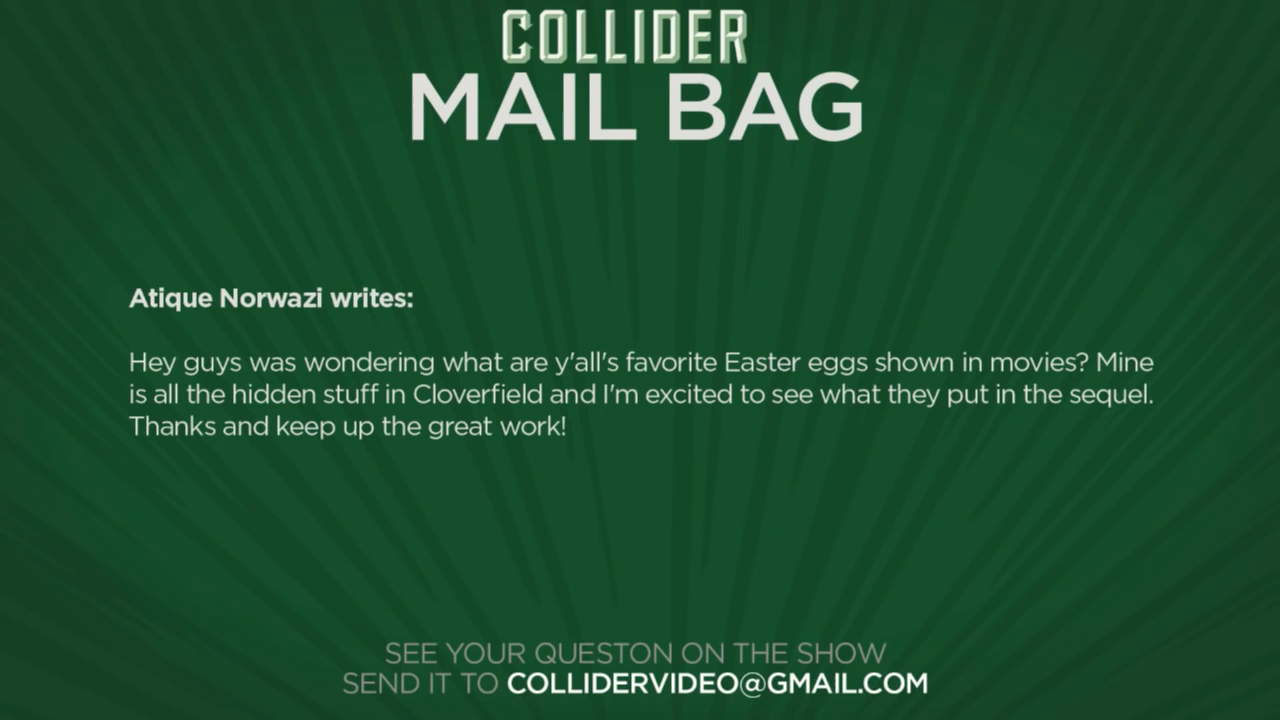 COLLIDER
MAIL BAG
Atique Norwazi writes:
Hey guys was wondering what are y'all's favorite Easter eggs shown in movies? Mine
is all the hidden stuff in Cloverfield and I'm excited to see what they put in the sequel.
Thanks and keep up the great work!
SEE YOUR QUESTON ON THE SHOW
SEND IT TO COLLIDERVIDEO@GMAIL.COM